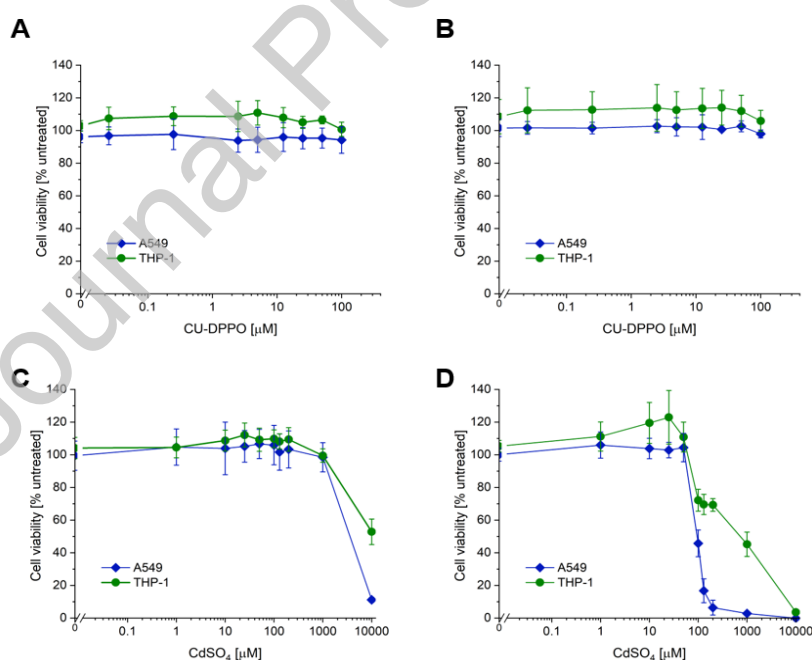 A
140
120
100
80
60
40
20
0
Cell viability [% untreated]
A549
THP-1
0 0.1 1 10 100
CU-DPPO [µM]
B
140
120
100
80
60
40
20
0
Cell viability [% untreated]
A549
THP-1
0 0.1 1 10 100
CU-DPPO [µM]
C
140
120
100
80
60
40
20
0
Cell viability [% untreated]
A549
THP-1
0 0.1 1 10 100 1000 10000
CdSO₄ [µM]
D
140
120
100
80
60
40
20
0
Cell viability [% untreated]
A549
THP-1
0 0.1 1 10 100 1000 10000
CdSO₄ [µM]
Journal Pre